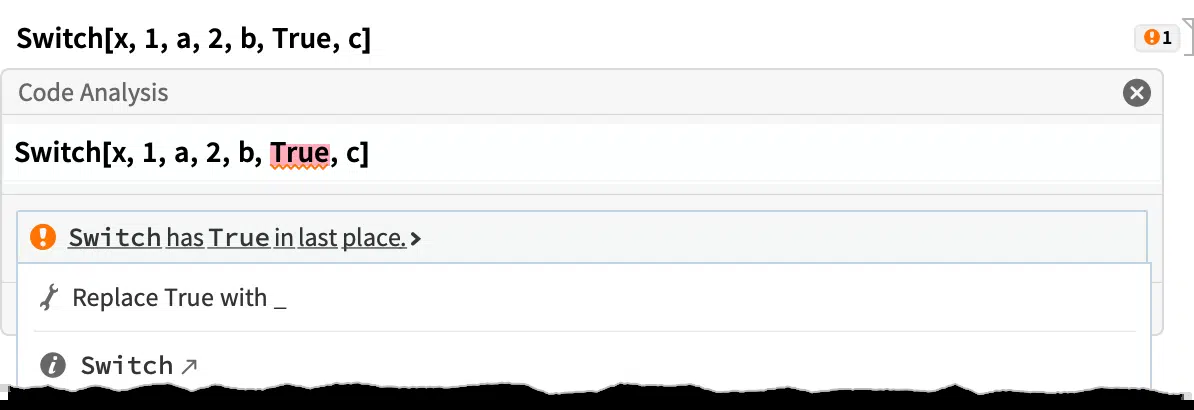 Switch[x, 1, a, 2, b, True, c]
1
Code Analysis
Switch[x, 1, a, 2, b, True, c]
Switch has True in last place. >
Replace True with _
Switch ↗